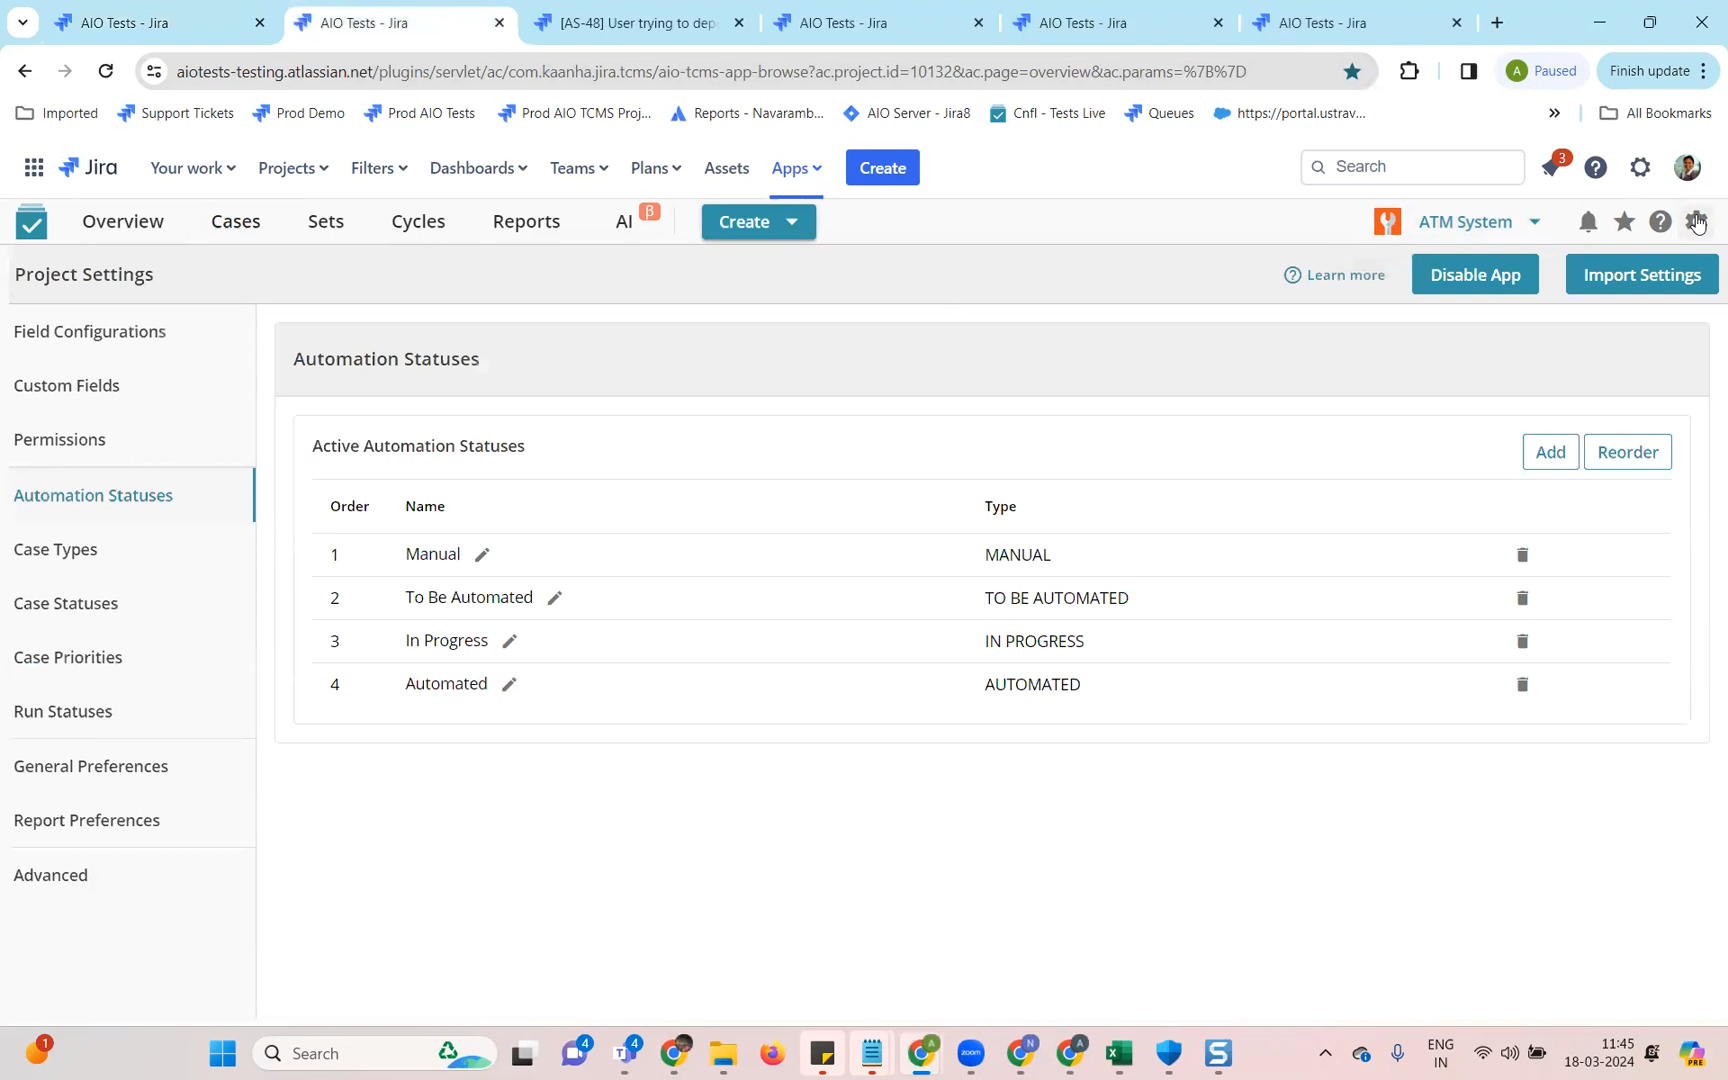 AIO Tests - Jira
AIO Tests - Jira
[AS-48] User trying to dep
AIO Tests - Jira
AIO Tests - Jira
AIO Tests - Jira
aiotests-testing.atlassian.net/plugins/servlet/ac/com.kaanha.jira.tcms/aio-tcms-app-browse?ac.project.id=10132&ac.page=overview&ac.params=%7B%7D
A Paused
Finish update
Imported
Support Tickets
Prod Demo
Prod AIO Tests
Prod AIO TCMS Proj...
Reports - Navaramb...
AIO Server - Jira8
Cnfl - Tests Live
Queues
https://portal.ustrav...
»
All Bookmarks
Jira
Your work
Projects
Filters
Dashboards
Teams
Plans
Assets
Apps
Create
Search
3
Overview
Cases
Sets
Cycles
Reports
AI β
Create
ATM System
Project Settings
Learn more
Disable App
Import Settings
Field Configurations
Custom Fields
Permissions
Automation Statuses
Case Types
Case Statuses
Case Priorities
Run Statuses
General Preferences
Report Preferences
Advanced
Automation Statuses
Active Automation Statuses
Add
Reorder
Order Name Type
1 Manual MANUAL
2 To Be Automated TO BE AUTOMATED
3 In Progress IN PROGRESS
4 Automated AUTOMATED
1
Search
4
4
A
zoom
N
A
ENG
IN
11:45
18-03-2024
PRE